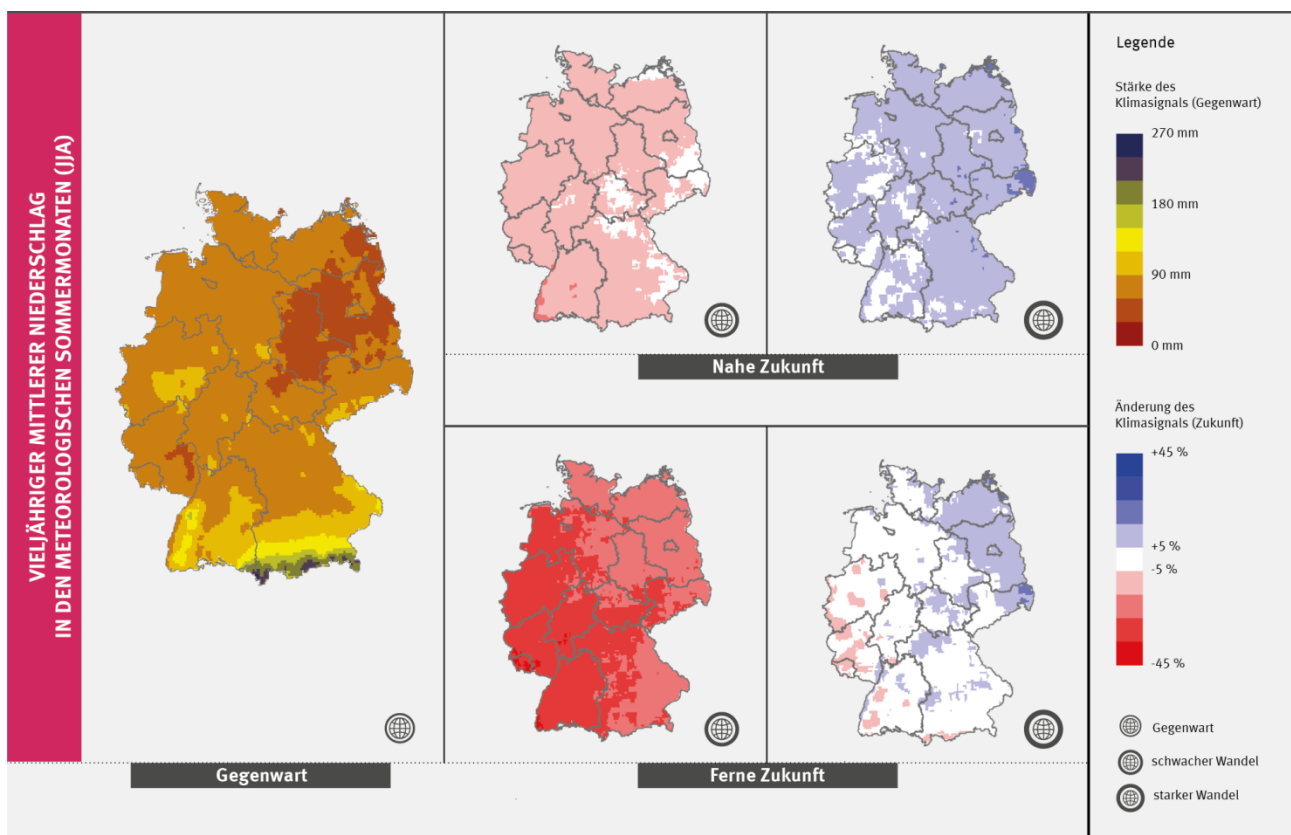 VIELJÄHRIGER MITTLERER NIEDERSCHLAG
IN DEN METEOROLOGISCHEN SOMMERMONATEN (JJA)
Gegenwart
Nahe Zukunft
Ferne Zukunft
Legende
Stärke des
Klimasignals (Gegenwart)
270 mm
180 mm
90 mm
0 mm
Änderung des
Klimasignals (Zukunft)
+45 %
+5 %
-5 %
-45 %
Gegenwart
schwacher Wandel
starker Wandel